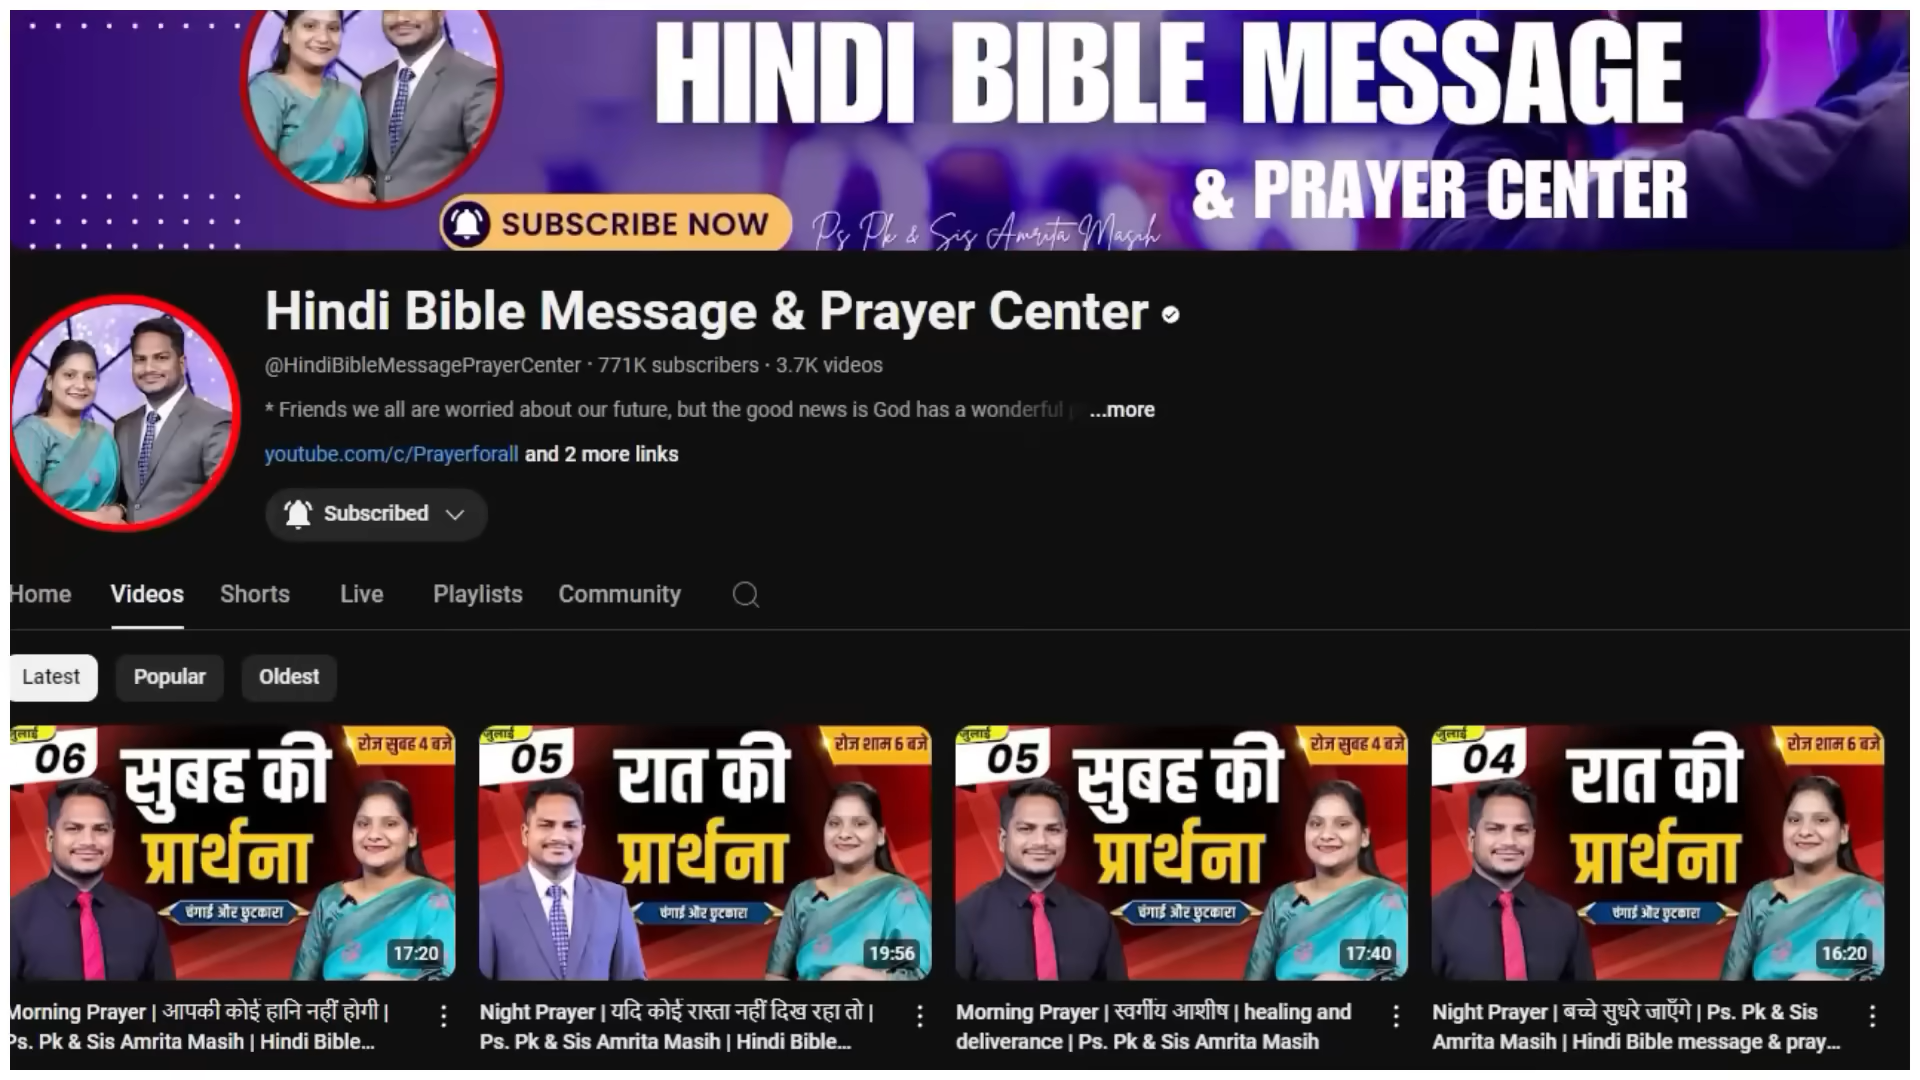 HINDI BIBLE MESSAGE
& PRAYER CENTER
SUBSCRIBE NOW
Ps Pk & Sis Amrita Masih
Hindi Bible Message & Prayer Center
@HindiBibleMessagePrayerCenter · 771K subscribers · 3.7K videos
* Friends we all are worried about our future, but the good news is God has a wonderful ...more
youtube.com/c/Prayerforall and 2 more links
Subscribed
Home Videos Shorts Live Playlists Community
Latest Popular Oldest
जुलाई
06
रोज सुबह 4 बजे
सुबह की
प्रार्थना
चंगाई और छुटकारा
17:20
Morning Prayer | आपकी कोई हानि नहीं होगी |
Ps. Pk & Sis Amrita Masih | Hindi Bible...
जुलाई
05
रोज शाम 6 बजे
रात की
प्रार्थना
चंगाई और छुटकारा
19:56
Night Prayer | यदि कोई रास्ता नहीं दिख रहा तो |
Ps. Pk & Sis Amrita Masih | Hindi Bible...
जुलाई
05
रोज सुबह 4 बजे
सुबह की
प्रार्थना
चंगाई और छुटकारा
17:40
Morning Prayer | स्वर्गीय आशीष | healing and
deliverance | Ps. Pk & Sis Amrita Masih
जुलाई
04
रोज शाम 6 बजे
रात की
प्रार्थना
चंगाई और छुटकारा
16:20
Night Prayer | बच्चे सुधरे जाएँगे | Ps. Pk & Sis
Amrita Masih | Hindi Bible message & pray...